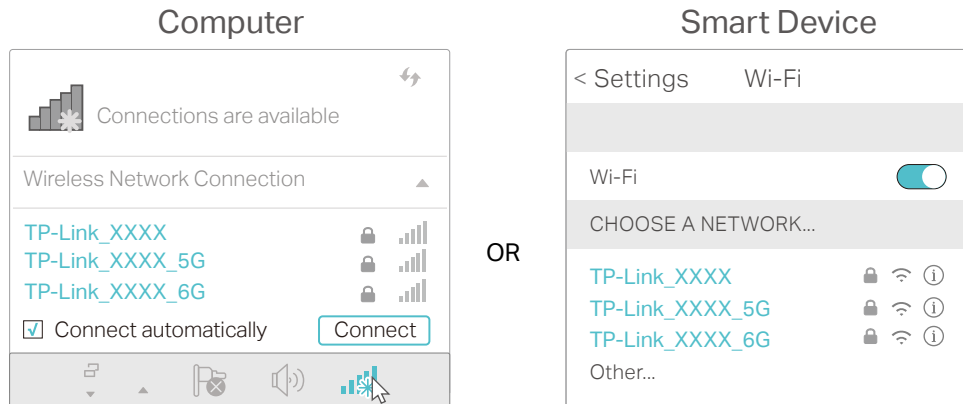 Computer
Connections are available
Wireless Network Connection
TP-Link_XXXX
TP-Link_XXXX_5G
TP-Link_XXXX_6G
Connect automatically
Connect
OR
Smart Device
< Settings Wi-Fi
Wi-Fi
CHOOSE A NETWORK...
TP-Link_XXXX
TP-Link_XXXX_5G
TP-Link_XXXX_6G
Other...